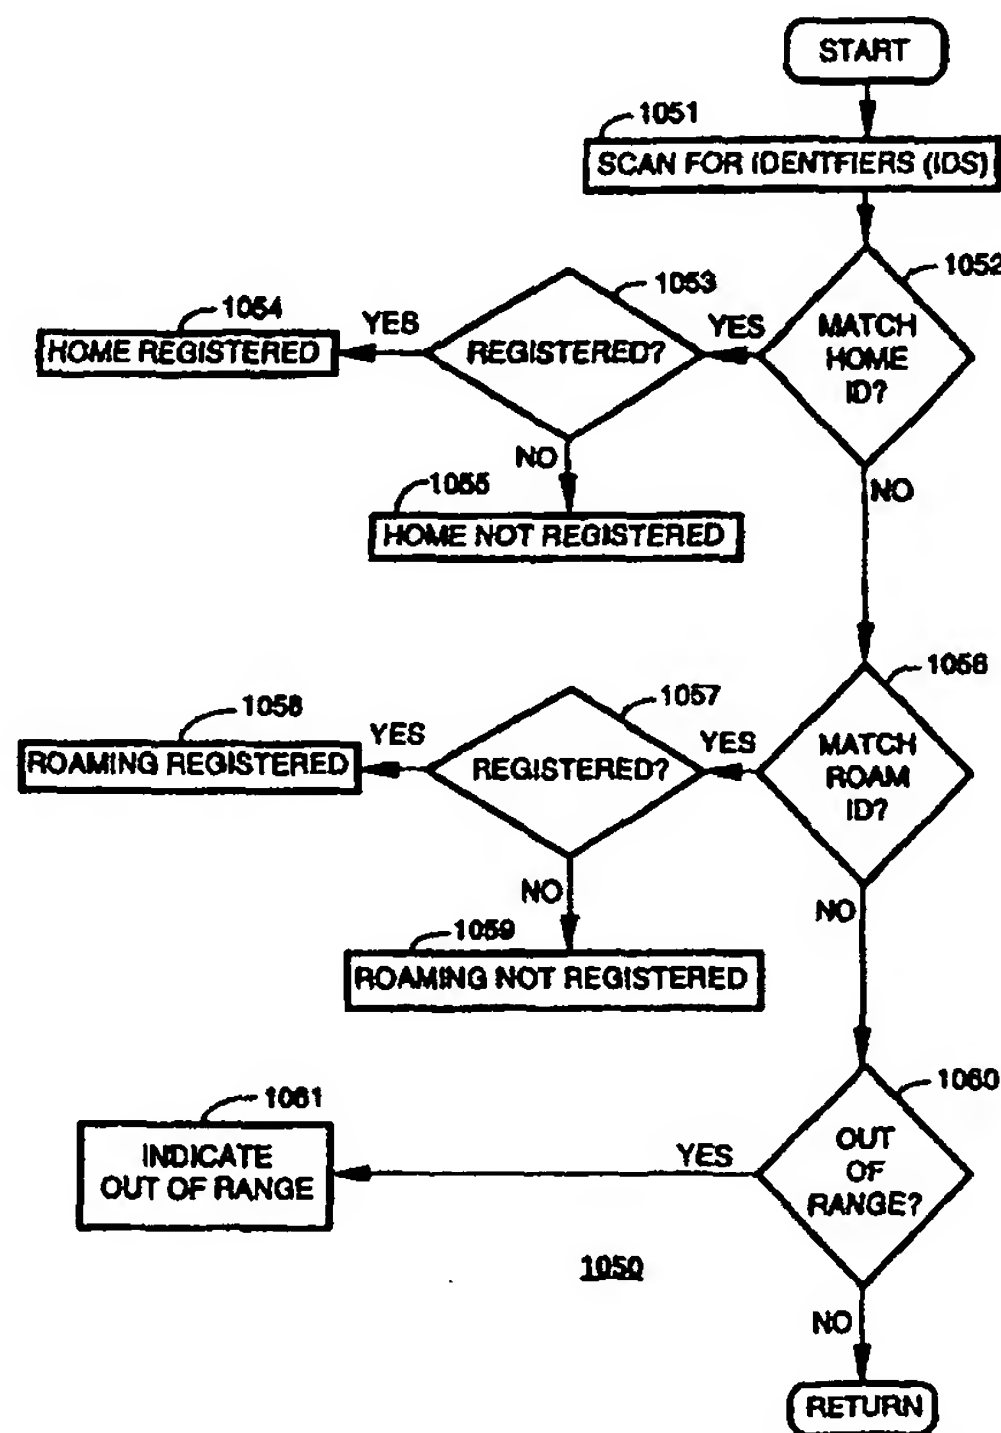 START
1051
SCAN FOR IDENTFIERS (IDS)
1052
MATCH
HOME
ID?
YES
1053
REGISTERED?
YES
1054
HOME REGISTERED
NO
1055
HOME NOT REGISTERED
NO
1056
MATCH
ROAM
ID?
YES
1057
REGISTERED?
YES
1058
ROAMING REGISTERED
NO
1059
ROAMING NOT REGISTERED
NO
1060
OUT
OF
RANGE?
YES
1061
INDICATE
OUT OF RANGE
1050
NO
RETURN